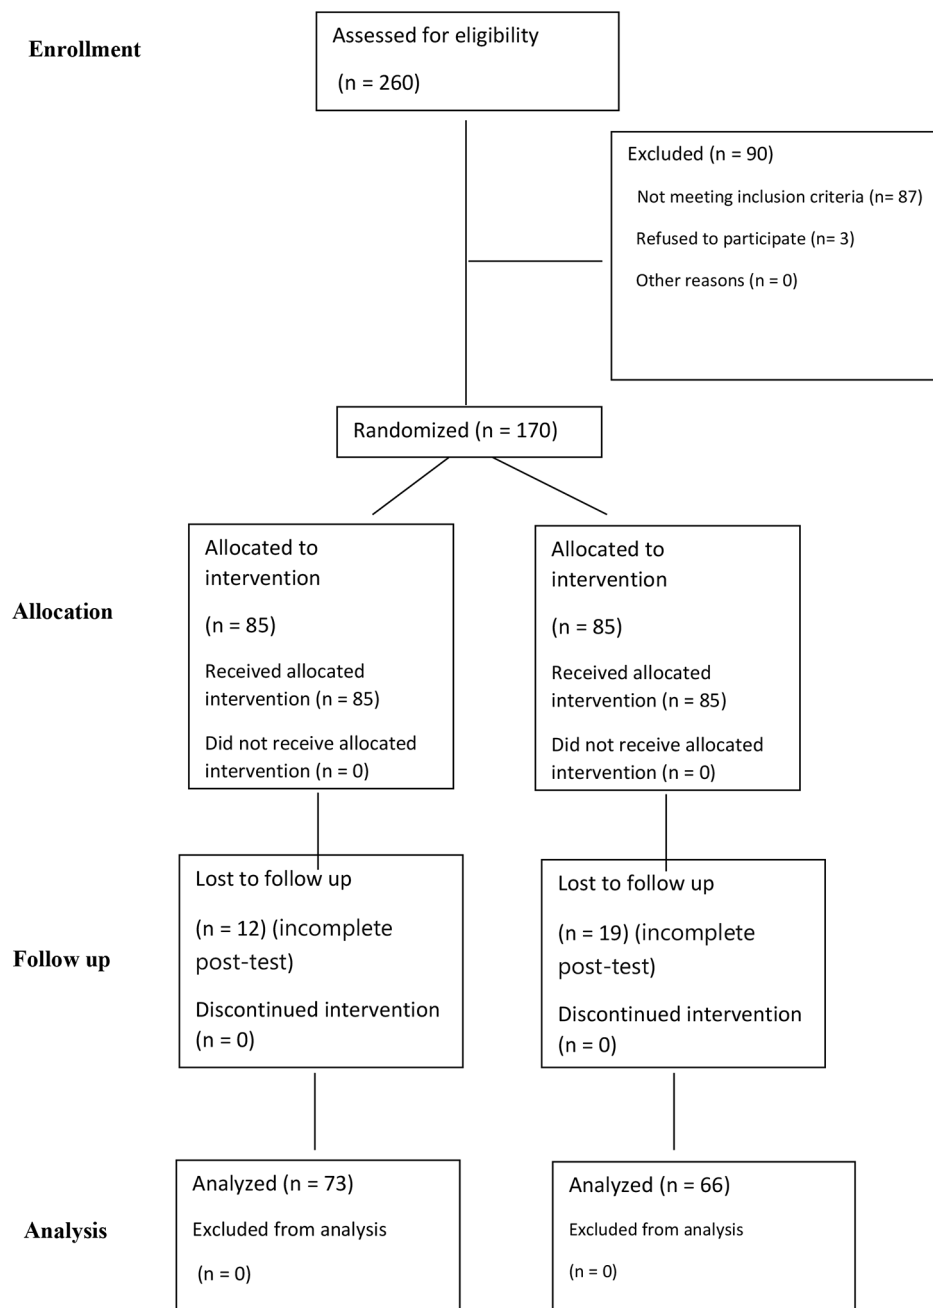 Enrollment
Assessed for eligibility
(n = 260)
Excluded (n = 90)
Not meeting inclusion criteria (n= 87)
Refused to participate (n= 3)
Other reasons (n = 0)
Randomized (n = 170)
Allocation
Allocated to
intervention
(n = 85)
Received allocated
intervention (n = 85)
Did not receive allocated
intervention (n = 0)
Allocated to
intervention
(n = 85)
Received allocated
intervention (n = 85)
Did not receive allocated
intervention (n = 0)
Follow up
Lost to follow up
(n = 12) (incomplete
post-test)
Discontinued intervention
(n = 0)
Lost to follow up
(n = 19) (incomplete
post-test)
Discontinued intervention
(n = 0)
Analysis
Analyzed (n = 73)
Excluded from analysis
(n = 0)
Analyzed (n = 66)
Excluded from analysis
(n = 0)